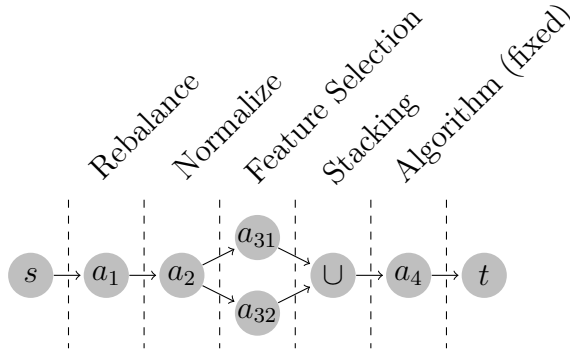 Rebalance
Normalize
Feature Selection
Stacking
Algorithm (fixed)
s
a₁
a₂
a₃₁
a₃₂
∪
a₄
t